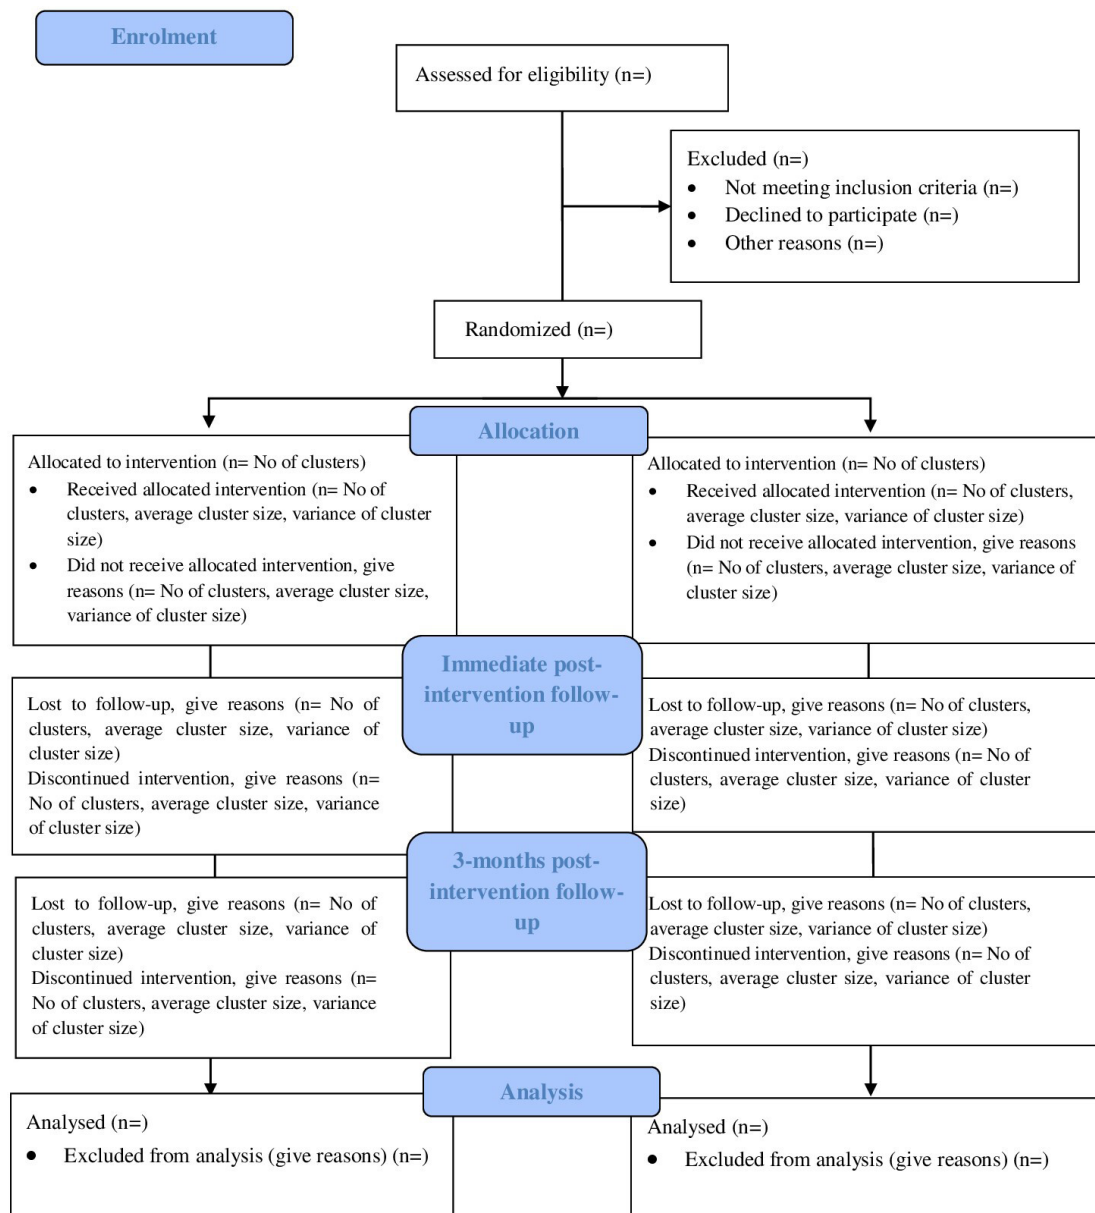 Enrolment
Assessed for eligibility (n=)
Excluded (n=)
• Not meeting inclusion criteria (n=)
• Declined to participate (n=)
• Other reasons (n=)
Randomized (n=)
Allocation
Allocated to intervention (n= No of clusters)
• Received allocated intervention (n= No of
clusters, average cluster size, variance of cluster
size)
• Did not receive allocated intervention, give
reasons (n= No of clusters, average cluster size,
variance of cluster size)
Allocated to intervention (n= No of clusters)
• Received allocated intervention (n= No of clusters,
average cluster size, variance of cluster size)
• Did not receive allocated intervention, give reasons
(n= No of clusters, average cluster size, variance of
cluster size)
Immediate post-
intervention follow-
up
Lost to follow-up, give reasons (n= No of
clusters, average cluster size, variance of
cluster size)
Discontinued intervention, give reasons (n=
No of clusters, average cluster size, variance
of cluster size)
Lost to follow-up, give reasons (n= No of clusters,
average cluster size, variance of cluster size)
Discontinued intervention, give reasons (n= No of
clusters, average cluster size, variance of cluster
size)
3-months post-
intervention follow-
up
Lost to follow-up, give reasons (n= No of
clusters, average cluster size, variance of
cluster size)
Discontinued intervention, give reasons (n=
No of clusters, average cluster size, variance
of cluster size)
Lost to follow-up, give reasons (n= No of clusters,
average cluster size, variance of cluster size)
Discontinued intervention, give reasons (n= No of
clusters, average cluster size, variance of cluster
size)
Analysis
Analysed (n=)
• Excluded from analysis (give reasons) (n=)
Analysed (n=)
• Excluded from analysis (give reasons) (n=)